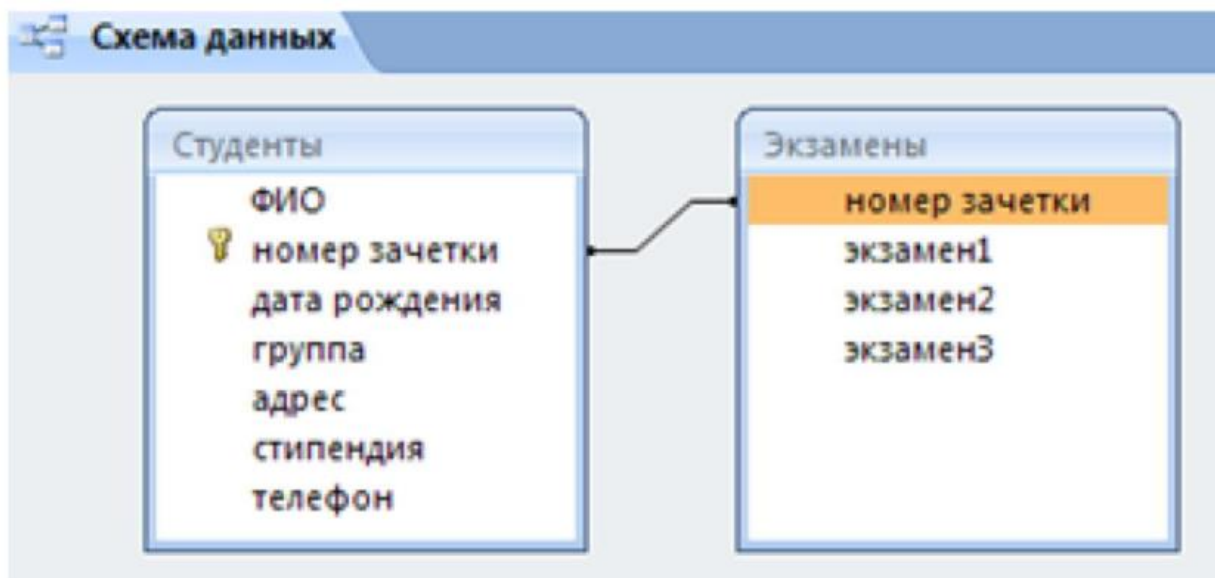 Схема данных
Студенты
ФИО
номер зачетки
дата рождения
группа
адрес
стипендия
телефон
Экзамены
номер зачетки
экзамен1
экзамен2
экзамен3